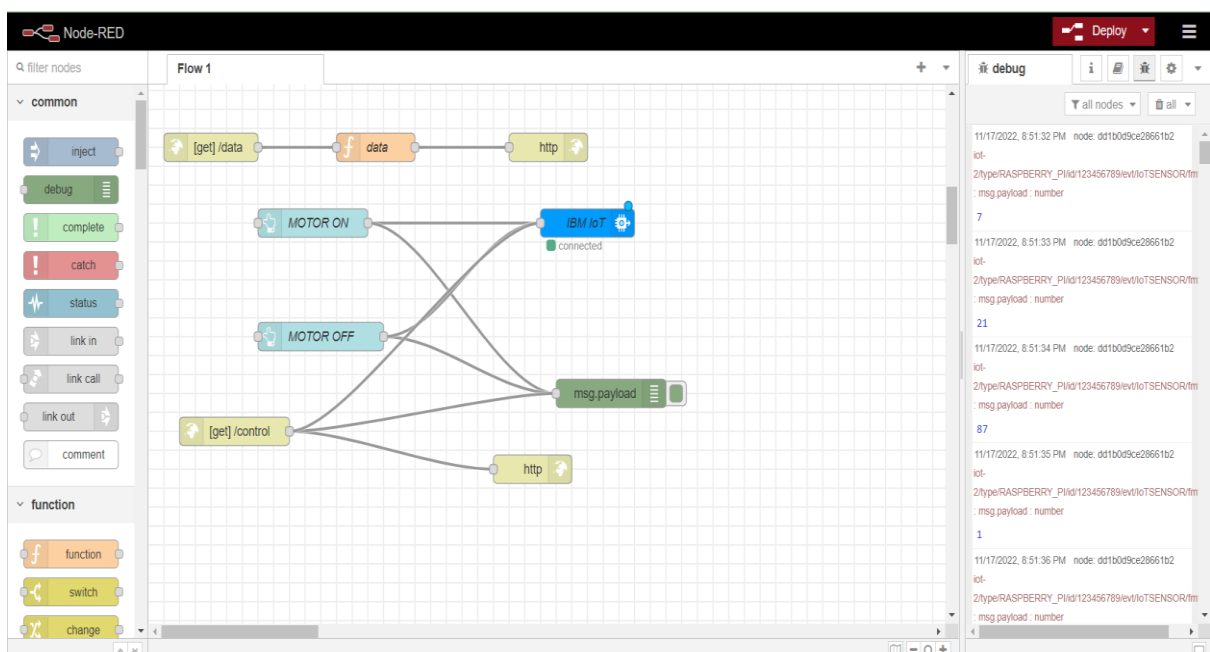 Node-RED
Deploy
filter nodes
Flow 1
debug
i
common
all nodes
all
inject
debug
complete
catch
status
link in
link call
link out
comment
function
function
switch
change
[get] /data
data
http
MOTOR ON
IBM IoT
connected
MOTOR OFF
msg.payload
[get] /control
http
11/17/2022, 8:51:32 PM node: dd1b0d9ce28661b2
iot-
2/type/RASPBERRY_PI/id/123456789/evt/IoTSENSOR/fm
: msg.payload : number
7
11/17/2022, 8:51:33 PM node: dd1b0d9ce28661b2
iot-
2/type/RASPBERRY_PI/id/123456789/evt/IoTSENSOR/fm
: msg.payload : number
21
11/17/2022, 8:51:34 PM node: dd1b0d9ce28661b2
iot-
2/type/RASPBERRY_PI/id/123456789/evt/IoTSENSOR/fm
: msg.payload : number
87
11/17/2022, 8:51:35 PM node: dd1b0d9ce28661b2
iot-
2/type/RASPBERRY_PI/id/123456789/evt/IoTSENSOR/fm
: msg.payload : number
1
11/17/2022, 8:51:36 PM node: dd1b0d9ce28661b2
iot-
2/type/RASPBERRY_PI/id/123456789/evt/IoTSENSOR/fm
: msg.payload : number